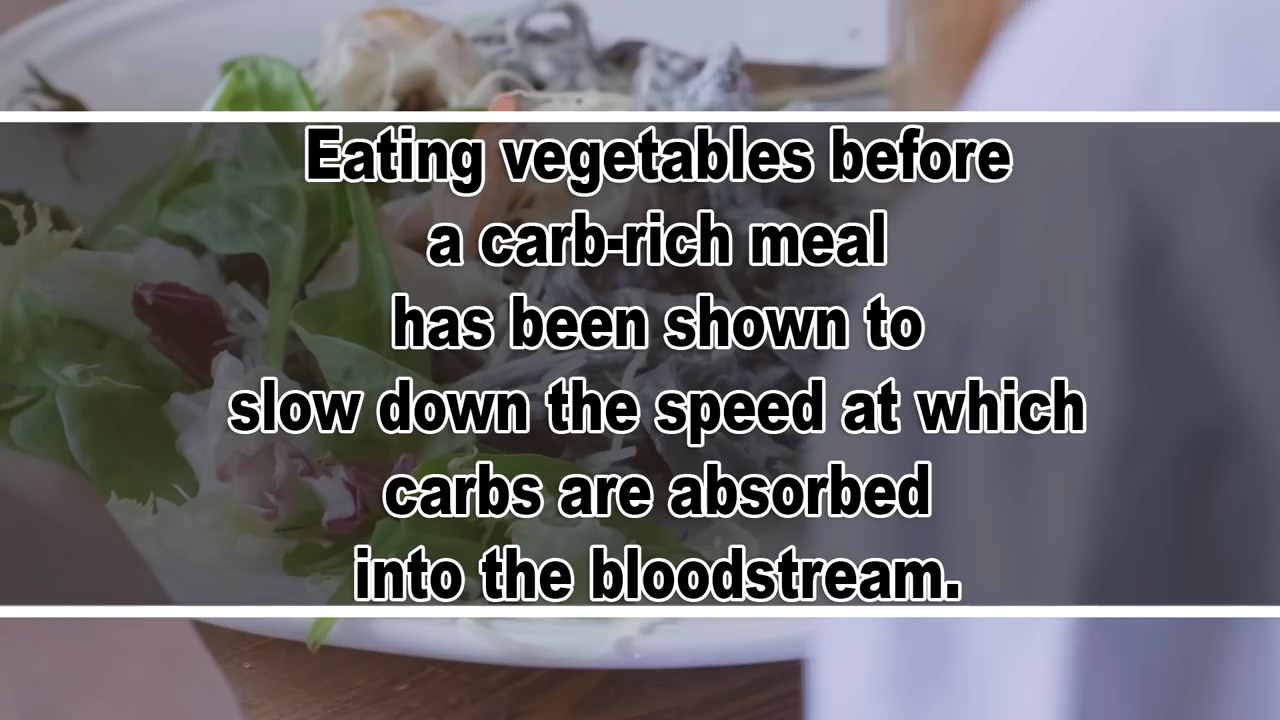 Eating vegetables before
a carb-rich meal
has been shown to
slow down the speed at which
carbs are absorbed
into the bloodstream.